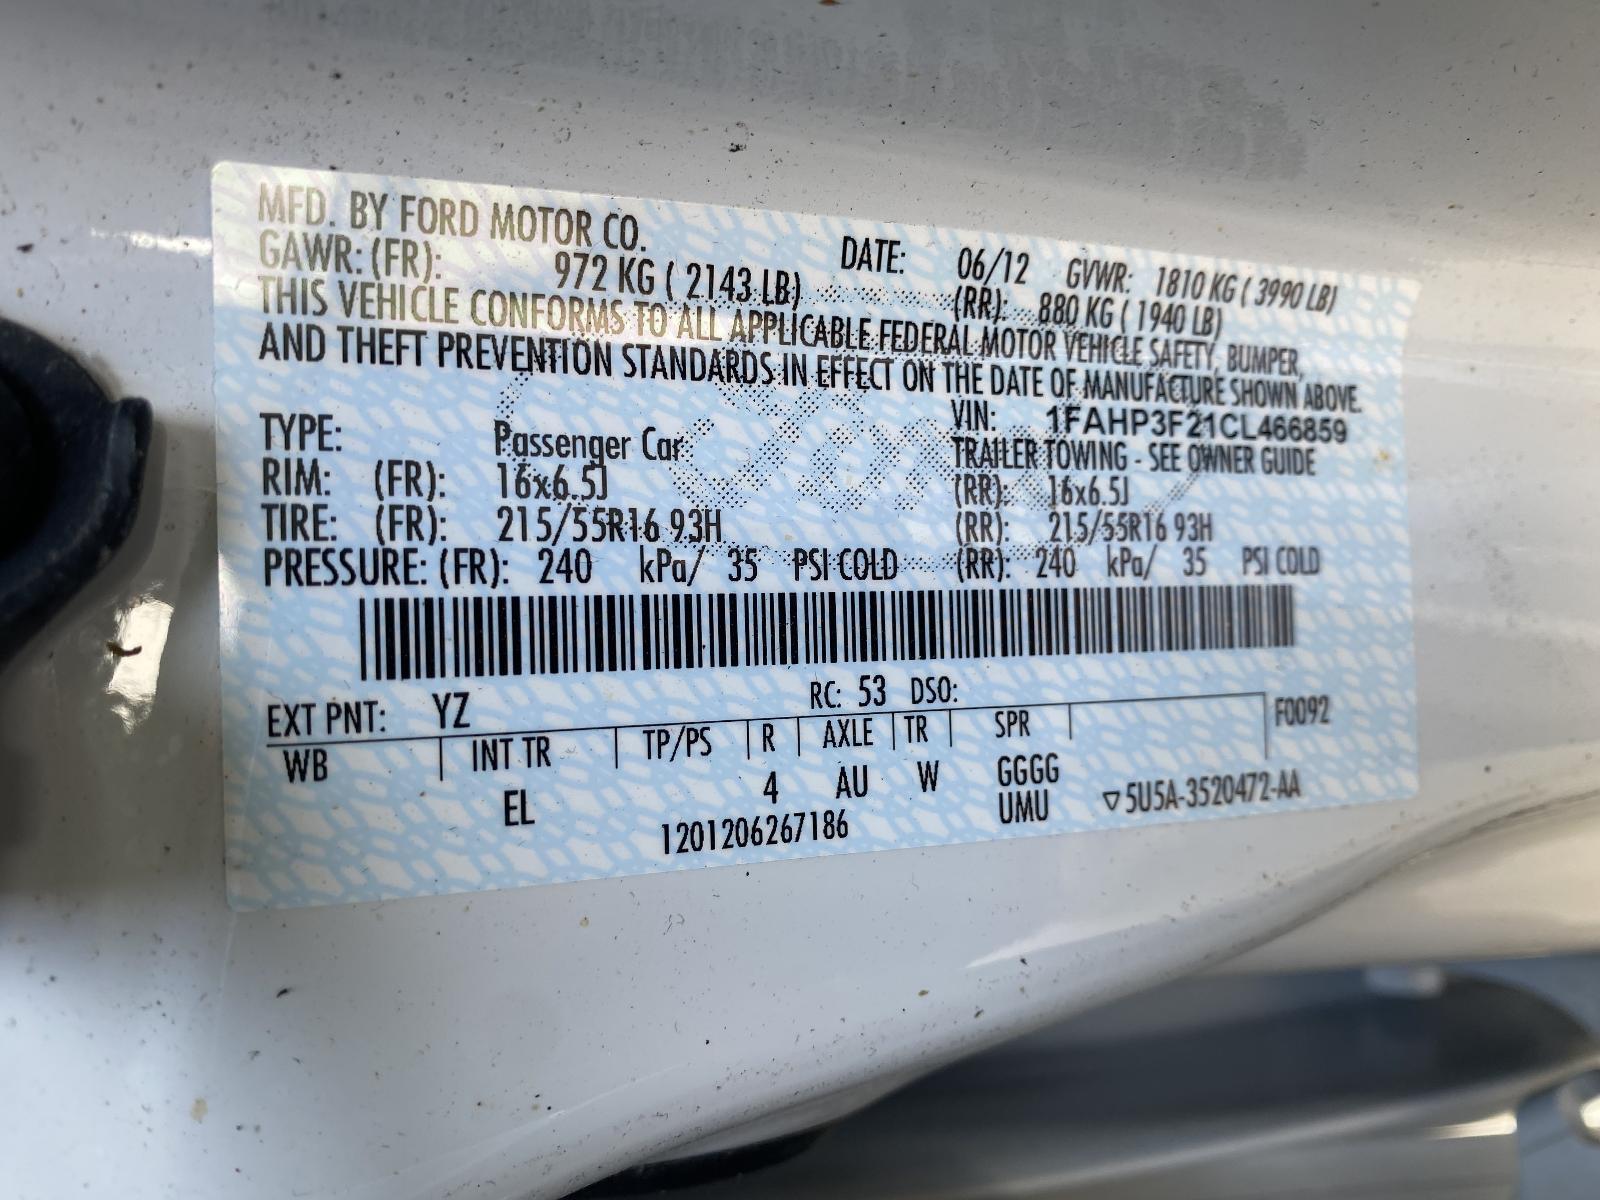 MFD. BY FORD MOTOR CO.
DATE: 06/12 GVWR: 1810 KG ( 3990 LB)
GAWR: (FR): 972 KG ( 2143 LB) (RR): 880 KG ( 1940 LB)
THIS VEHICLE CONFORMS TO ALL APPLICABLE FEDERAL MOTOR VEHICLE SAFETY, BUMPER,
AND THEFT PREVENTION STANDARDS IN EFFECT ON THE DATE OF MANUFACTURE SHOWN ABOVE.
VIN: 1FAHP3F21CL466859
TYPE: Passenger Car TRAILER TOWING - SEE OWNER GUIDE
RIM: (FR): 16x6.5J (RR): 16x6.5J
TIRE: (FR): 215/55R16 93H (RR): 215/55R16 93H
PRESSURE: (FR): 240 kPa/ 35 PSI COLD (RR): 240 kPa/ 35 PSI COLD
EXT PNT: YZ RC: 53 DSO:
WB INT TR TP/PS R AXLE TR SPR F0092
EL 4 AU W GGGG
UMU
1201206267186 ▽5U5A-3520472-AA